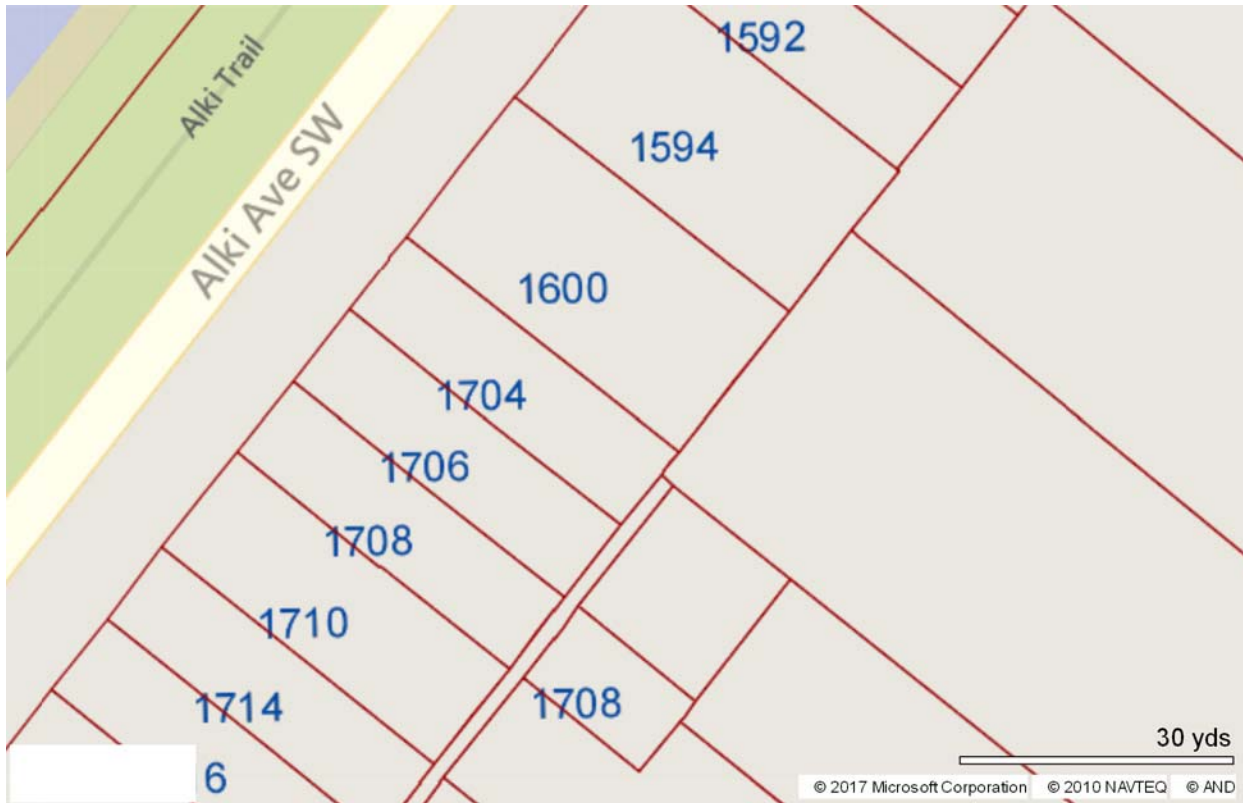 1592
Alki Trail
1594
Alki Ave SW
1600
1704
1706
1708
1710
1714
1708
6
30 yds
© 2017 Microsoft Corporation © 2010 NAVTEQ © AND